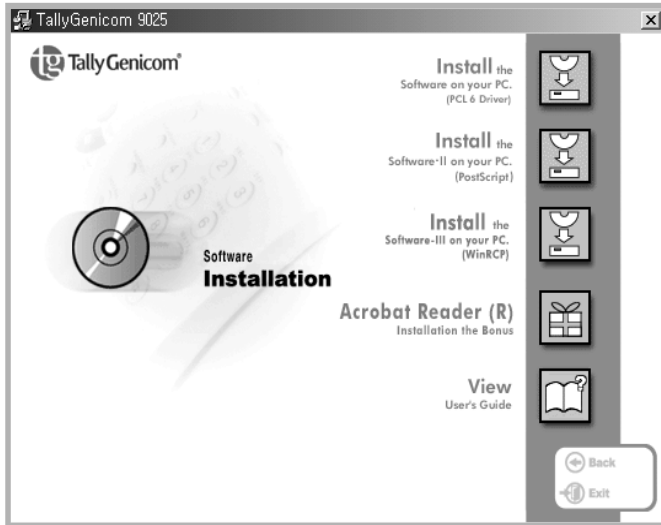 TallyGenicom 9025
tg TallyGenicom®
Install the
Software on your PC.
(PCL 6 Driver)
Install the
Software-II on your PC.
(PostScript)
Install the
Software-III on your PC.
(WinRCP)
Software
Installation
Acrobat Reader (R)
Installation the Bonus
View
User's Guide
Back
Exit